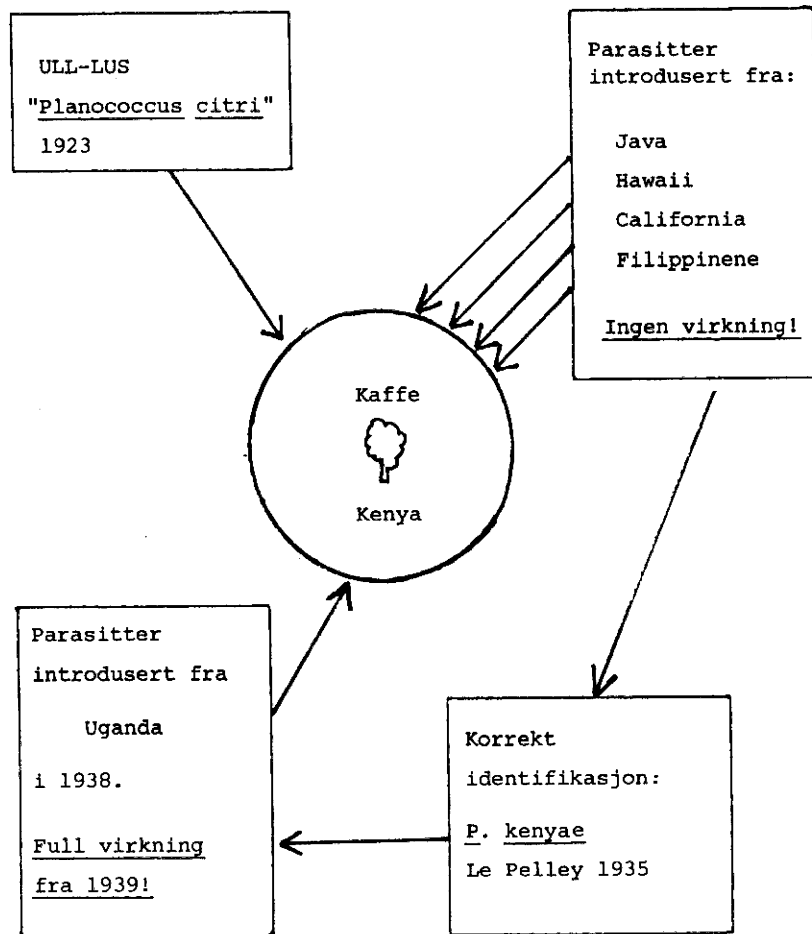 ULL-LUS
"Planococcus citri"
1923
Parasitter
introdusert fra:
Java
Hawaii
California
Filippinene
Ingen virkning!
Kaffe
Kenya
Parasitter
introdusert fra
Uganda
i 1938.
Full virkning
fra 1939!
Korrekt
identifikasjon:
P. kenyae
Le Pelley 1935